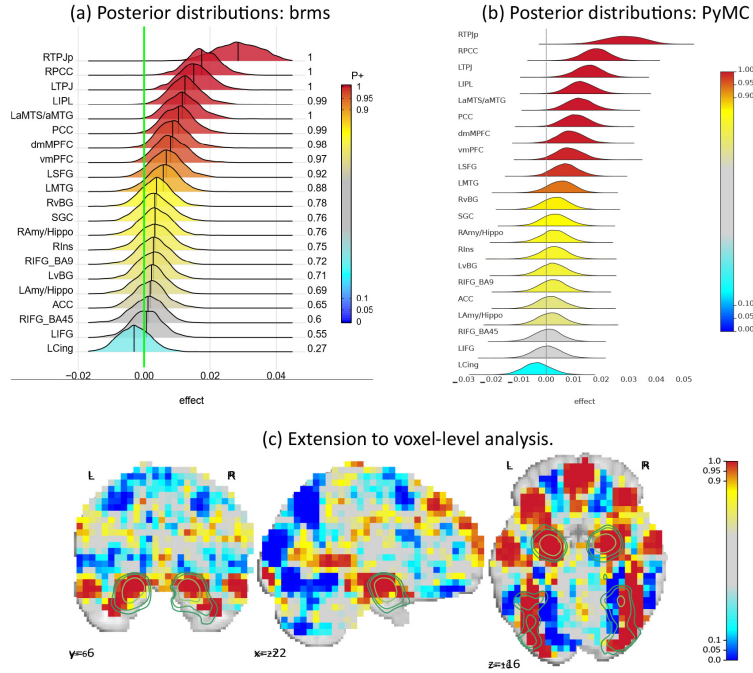 (a) Posterior distributions: brms
RTPJp 1
RPCC 1
LTPJ 1
LIPL 0.99
LaMTS/aMTG 1
PCC 0.99
dmMPFC 0.98
vmPFC 0.97
LSFG 0.92
LMTG 0.88
RvBG 0.78
SGC 0.76
RAmy/Hippo 0.76
RIns 0.75
RIFG_BA9 0.72
LvBG 0.71
LAmy/Hippo 0.69
ACC 0.65
RIFG_BA45 0.6
LIFG 0.55
LCing 0.27
−0.02 0.00 0.02 0.04
effect
P+
1
0.95
0.9
0.1
0.05
0
(b) Posterior distributions: PyMC
RTPJp
RPCC
LTPJ
LIPL
LaMTS/aMTG
PCC
dmMPFC
vmPFC
LSFG
LMTG
RvBG
SGC
RAmy/Hippo
RIns
LvBG
RIFG_BA9
ACC
LAmy/Hippo
RIFG_BA45
LIFG
LCing
−0.03 −0.02 −0.01 0.00 0.01 0.02 0.03 0.04 0.05
effect
1.00
0.95
0.90
0.10
0.05
0.00
(c) Extension to voxel-level analysis.
L R
L R
1.0
0.95
0.9
0.1
0.05
0.0